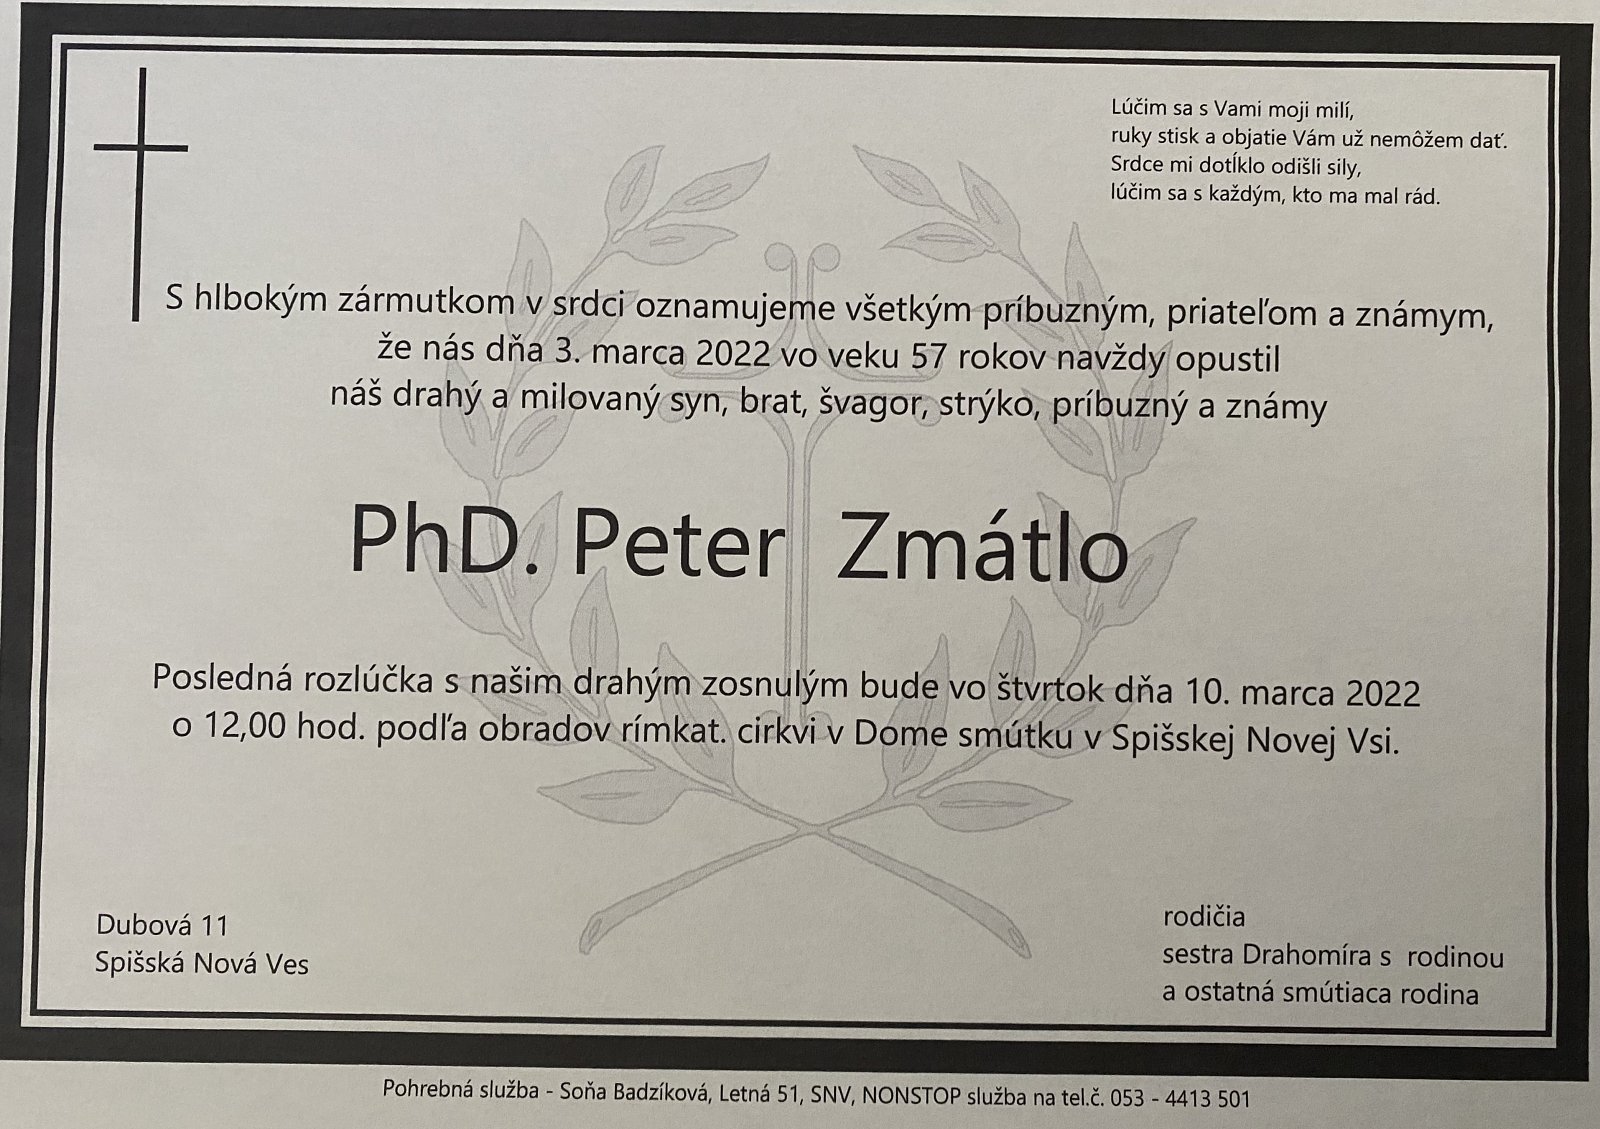 Lúčim sa s Vami moji milí,
ruky stisk a objatie Vám už nemôžem dať.
Srdce mi dotĺklo odišli sily,
lúčim sa s každým, kto ma mal rád.
S hlbokým zármutkom v srdci oznamujeme všetkým príbuzným, priateľom a známym,
že nás dňa 3. marca 2022 vo veku 57 rokov navždy opustil
náš drahý a milovaný syn, brat, švagor, strýko, príbuzný a známy
PhD. Peter Zmátlo
Posledná rozlúčka s našim drahým zosnulým bude vo štvrtok dňa 10. marca 2022
o 12,00 hod. podľa obradov rímkat. cirkvi v Dome smútku v Spišskej Novej Vsi.
Dubová 11
Spišská Nová Ves
rodičia
sestra Drahomíra s rodinou
a ostatná smútiaca rodina
Pohrebná služba - Soňa Badzíková, Letná 51, SNV, NONSTOP služba na tel.č. 053 - 4413 501